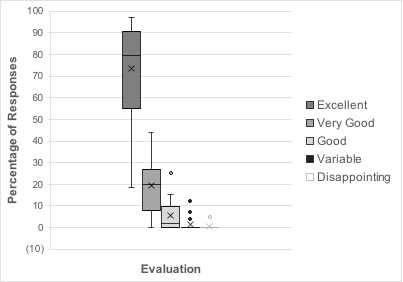 Percentage of Responses
100
90
80
70
60
50
40
30
20
10
0
(10)
Evaluation
Excellent
Very Good
Good
Variable
Disappointing